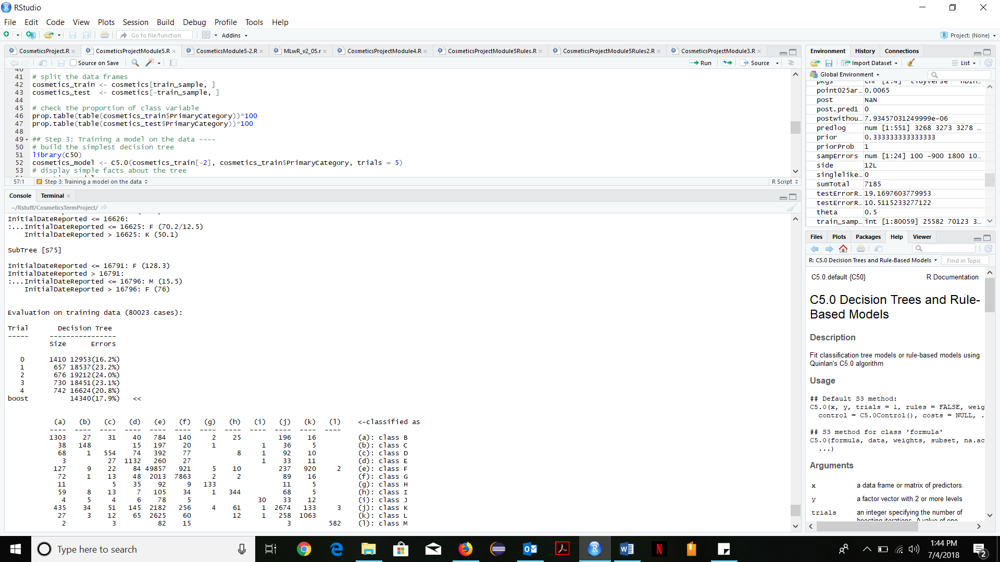 RStudio
File Edit Code View Plots Session Build Debug Profile Tools Help
Go to file/function Addins Project: (None)
CosmeticsProject.R CosmeticsProjectModule5.R CosmeticsModule5-2.R MLwR_v2_05.r CosmeticsProjectModule4.R CosmeticsProjectModule5Rules.R CosmeticsProjectModule5Rules2.R CosmeticsProjectModule3.R
Source on Save Run Source
40
41 # split the data frames
42 cosmetics_train <- cosmetics[train_sample, ]
43 cosmetics_test  <- cosmetics[-train_sample, ]
44
45 # check the proportion of class variable
46 prop.table(table(cosmetics_train$PrimaryCategory))*100
47 prop.table(table(cosmetics_test$PrimaryCategory))*100
48
49 ## Step 3: Training a model on the data ----
50 # build the simplest decision tree
51 library(C50)
52 cosmetics_model <- C5.0(cosmetics_train[-2], cosmetics_train$PrimaryCategory, trials = 5)
53 # display simple facts about the tree
57:1 Step 3: Training a model on the data R Script
Console Terminal
~/Rstuff/CosmeticsTermProject/
InitialDateReported <= 16626:
:...InitialDateReported <= 16625: F (70.2/12.5)
    InitialDateReported > 16625: K (50.1)
SubTree [S75]
InitialDateReported <= 16791: F (128.3)
InitialDateReported > 16791:
:...InitialDateReported <= 16796: M (15.5)
    InitialDateReported > 16796: F (76)
Evaluation on training data (80023 cases):
Trial Decision Tree
----- ----------------
Size Errors
0 1410 12953(16.2%)
1 657 18537(23.2%)
2 676 19212(24.0%)
3 730 18451(23.1%)
4 742 16624(20.8%)
boost 14340(17.9%) <<
(a) (b) (c) (d) (e) (f) (g) (h) (i) (j) (k) (l) <-classified as
---- ---- ---- ---- ---- ---- ---- ---- ---- ---- ---- ----
1303 27 31 40 784 140 2 25 196 16 (a): class B
38 148 15 197 20 1 1 36 5 (b): class C
68 1 554 74 392 77 8 1 92 10 (c): class D
3 27 1132 260 27 1 33 11 (d): class E
127 9 22 84 49857 921 5 10 237 920 2 (e): class F
72 1 13 48 2013 7863 2 2 89 16 (f): class G
11 5 35 92 9 133 11 5 (g): class H
59 8 13 7 105 34 1 344 68 5 (h): class I
4 5 4 6 78 5 30 33 12 (i): class J
435 34 51 145 2182 256 4 61 1 2674 133 3 (j): class K
27 3 12 65 2625 60 12 1 258 1063 (k): class L
2 3 82 15 3 582 (l): class M
Environment History Connections
Import Dataset List
Global Environment
point025ar… 0.0065
post NaN
post.pred1 0
postwithou… 7.93457031249999e-06
predlog num [1:551] 3268 3273 3278 …
prior 0.333333333333333
priorProb 1
sampErrors num [1:24] 100 -900 1800 10…
side 12L
singlelike… 0
sumTotal 7185
testErrorR… 19.1697603779953
testErrorR… 10.5115233277122
theta 0.5
train_samp… int [1:80059] 25582 70123 3…
Files Plots Packages Help Viewer
R: C5.0 Decision Trees and Rule-Based Models Find in Topic
C5.0.default {C50} R Documentation
C5.0 Decision Trees and Rule-
Based Models
Description
Fit classification tree models or rule-based models using
Quinlan's C5.0 algorithm
Usage
## Default S3 method:
C5.0(x, y, trials = 1, rules = FALSE, weig
control = C5.0Control(), costs = NULL, .
## S3 method for class 'formula'
C5.0(formula, data, weights, subset, na.ac
...)
Arguments
x a data frame or matrix of predictors.
y a factor vector with 2 or more levels
trials an integer specifying the number of
boosting iterations. A value of one
Type here to search
1:44 PM
7/4/2018
2